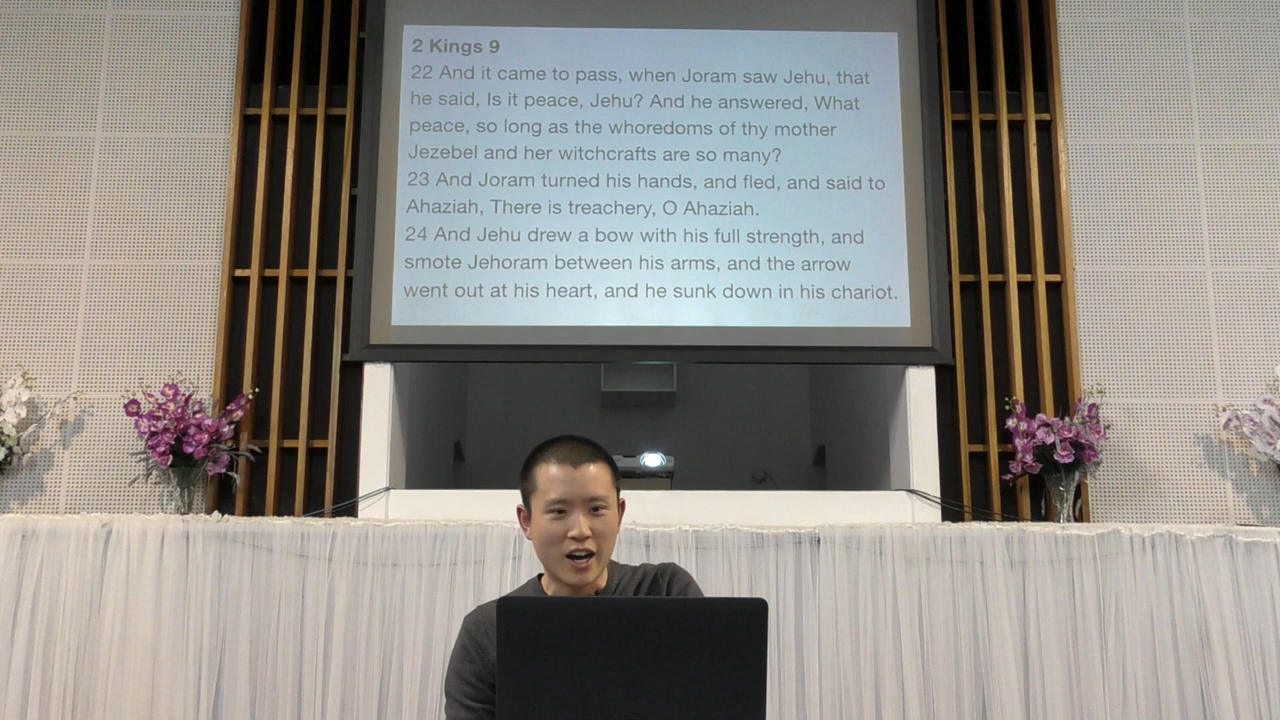 2 Kings 9
22 And it came to pass, when Joram saw Jehu, that
he said, Is it peace, Jehu? And he answered, What
peace, so long as the whoredoms of thy mother
Jezebel and her witchcrafts are so many?
23 And Joram turned his hands, and fled, and said to
Ahaziah, There is treachery, O Ahaziah.
24 And Jehu drew a bow with his full strength, and
smote Jehoram between his arms, and the arrow
went out at his heart, and he sunk down in his chariot.